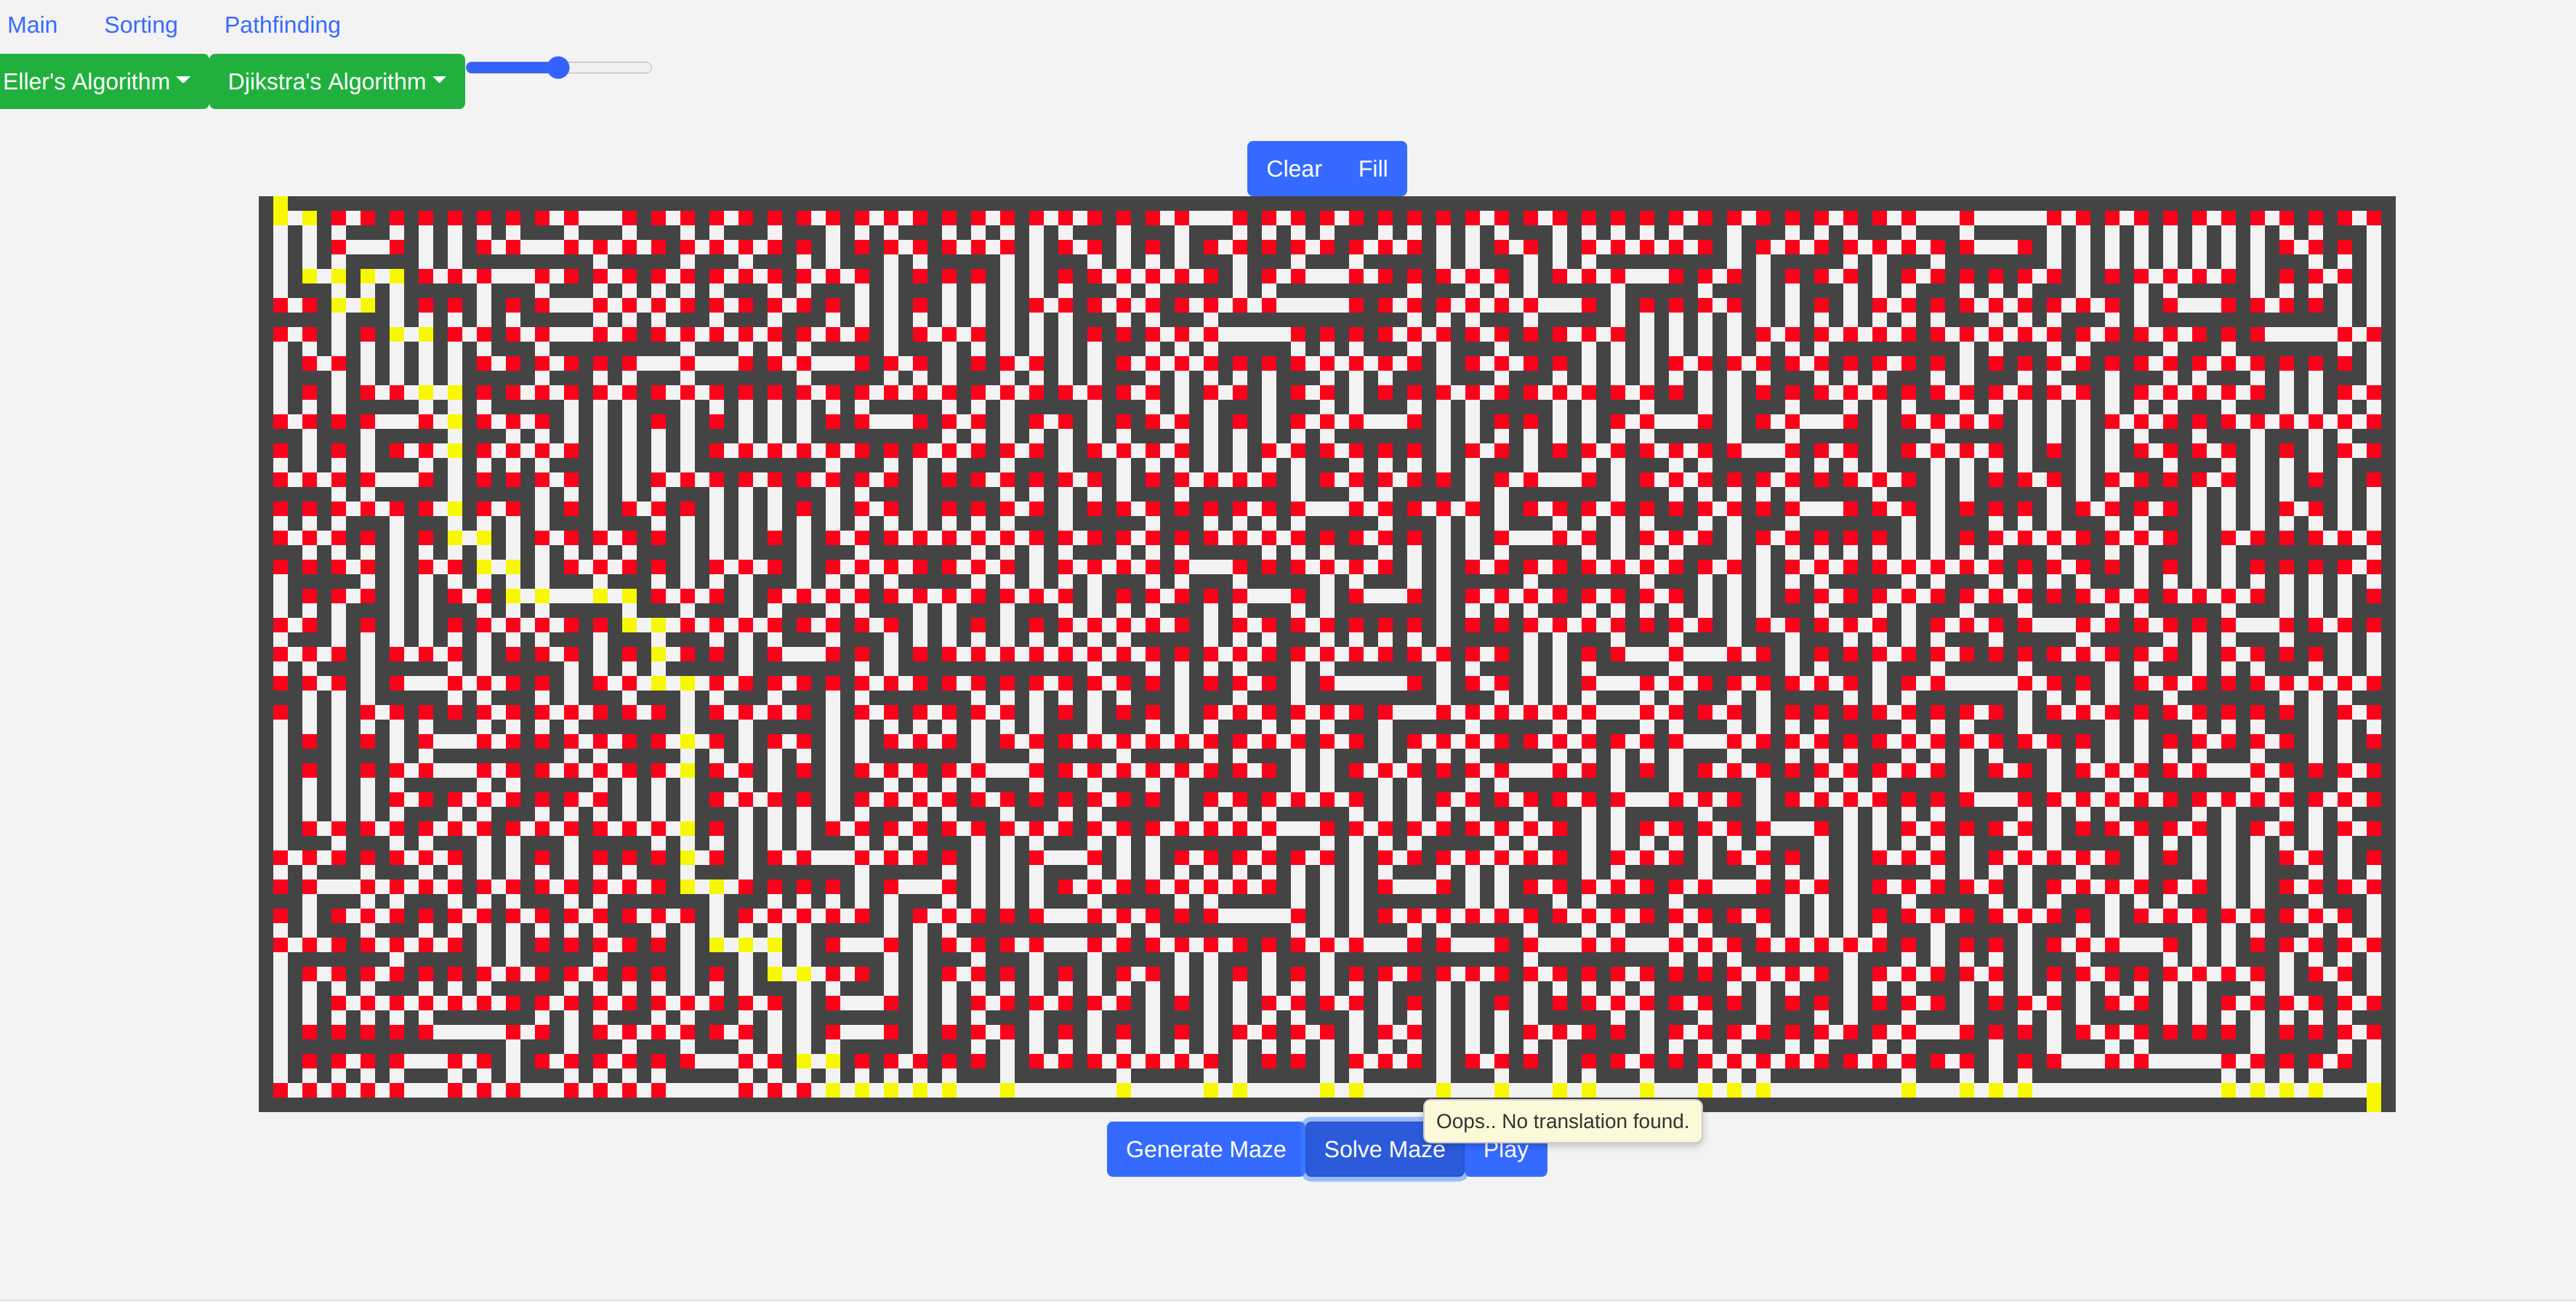 Main Sorting Pathfinding
Eller's Algorithm Djikstra's Algorithm
Clear Fill
Oops.. No translation found.
Generate Maze Solve Maze Play